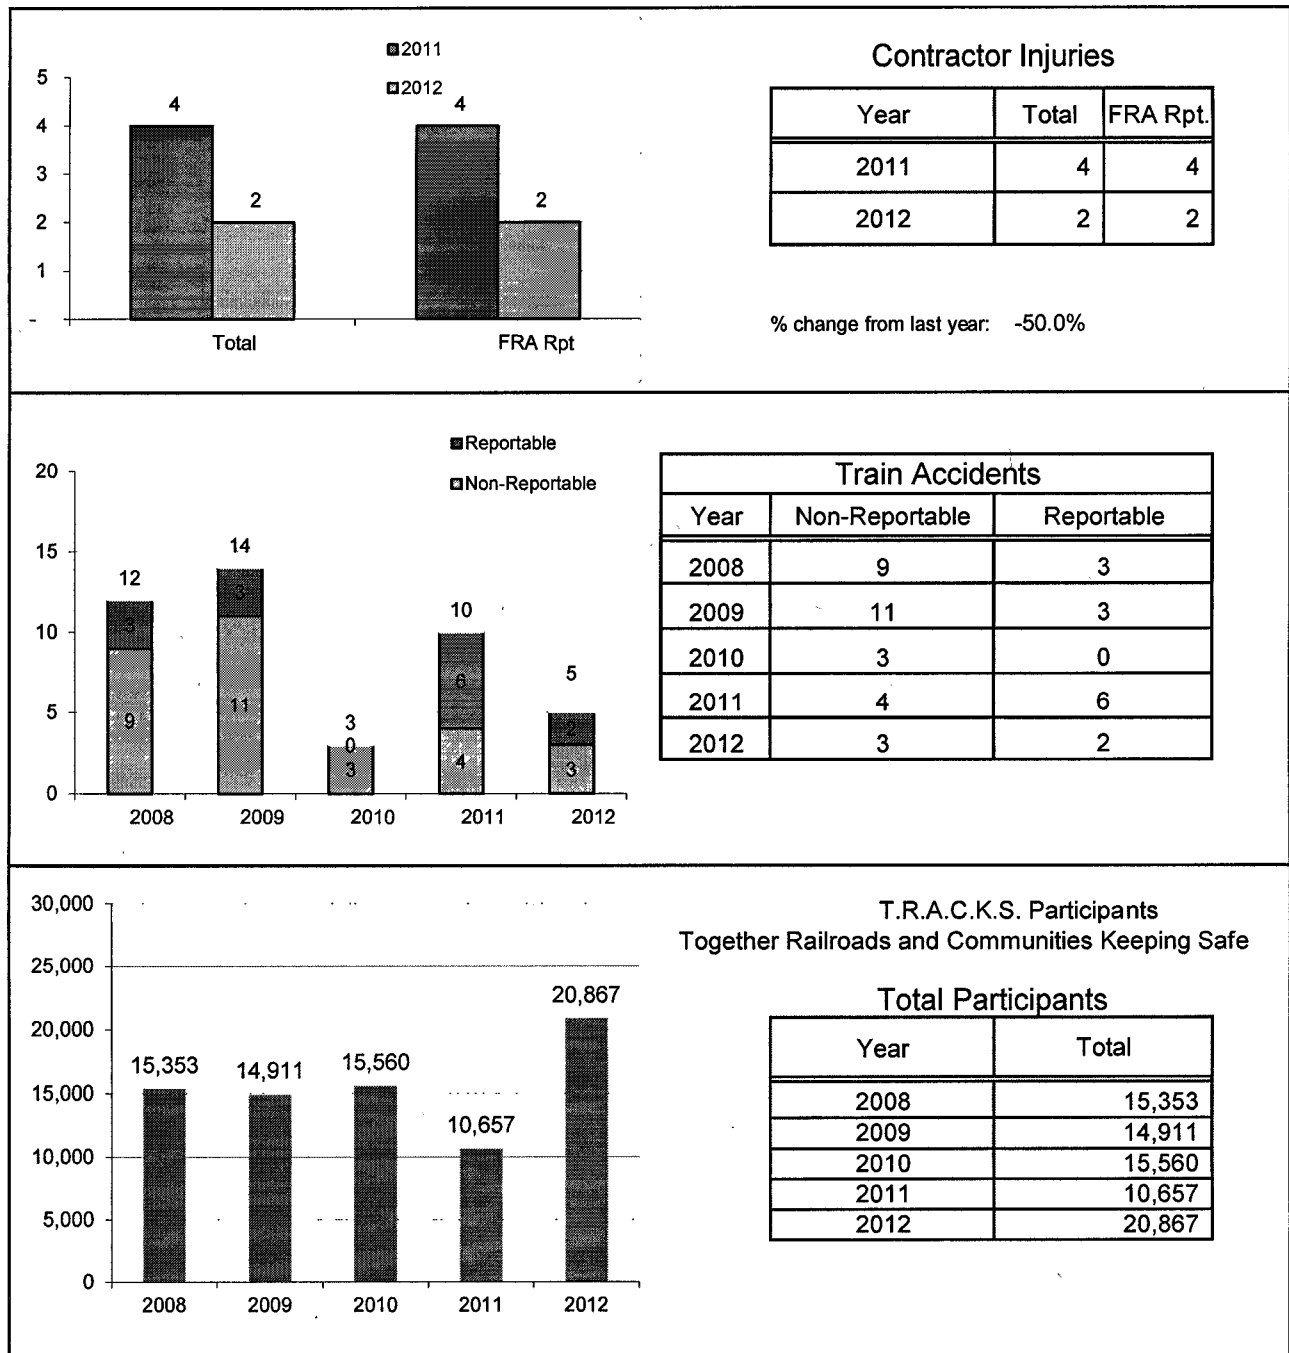 2011
2012
5
4
3
2
1
-
4
2
4
2
Total
FRA Rpt
Contractor Injuries
Year Total FRA Rpt.
2011 4 4
2012 2 2
% change from last year: -50.0%
Reportable
Non-Reportable
20
15
10
5
0
12
3
9
14
3
11
3
0
3
10
6
4
5
2
3
2008 2009 2010 2011 2012
Train Accidents
Year Non-Reportable Reportable
2008 9 3
2009 11 3
2010 3 0
2011 4 6
2012 3 2
30,000
25,000
20,000
15,000
10,000
5,000
0
15,353
14,911
15,560
10,657
20,867
2008 2009 2010 2011 2012
T.R.A.C.K.S. Participants
Together Railroads and Communities Keeping Safe
Total Participants
Year Total
2008 15,353
2009 14,911
2010 15,560
2011 10,657
2012 20,867